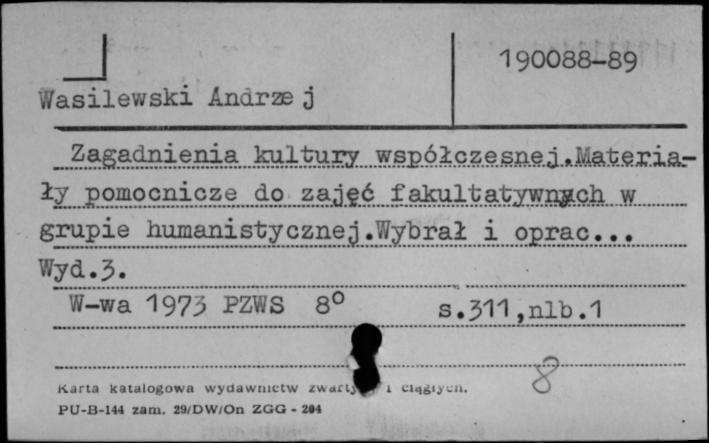 190088-89
Wasilewski Andrzej
Zagadnienia kultury współczesnej.Materia-
ły pomocnicze do zajęć fakultatywnych w
grupie humanistycznej.Wybrał i oprac...
Wyd.3.
W-wa 1973 PZWS 8° s.311,nlb.1
8
Karta katalogowa wydawnictw zwartych i ciągłych.
PU-B-144 zam. 29/DW/On ZGG - 204